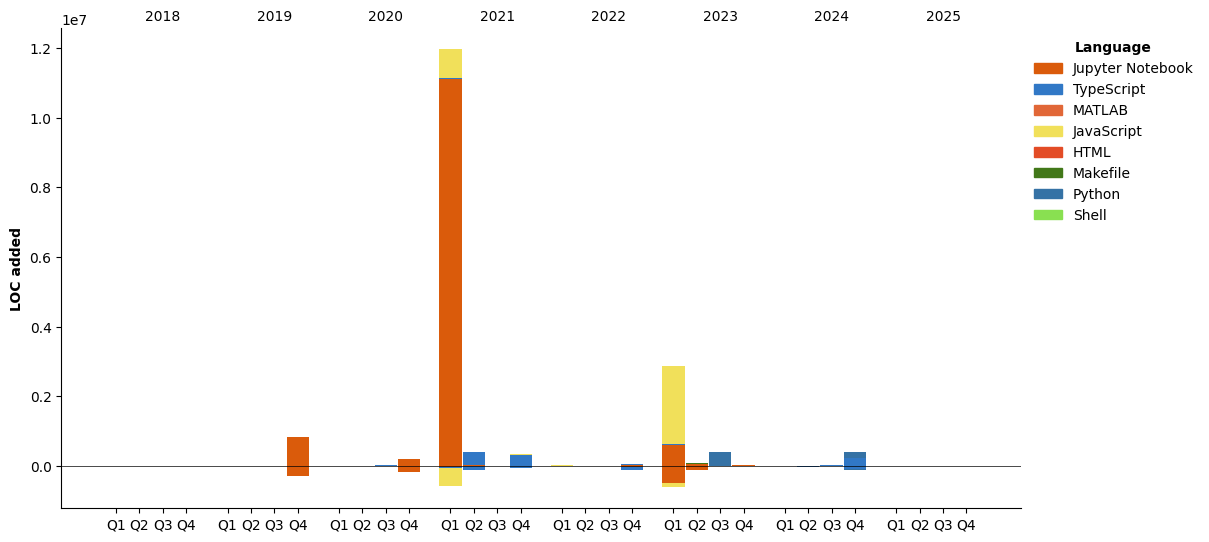 2018 2019 2020 2021 2022 2023 2024 2025
1e7
1.2
1.0
0.8
0.6
0.4
0.2
0.0
LOC added
Q1 Q2 Q3 Q4 Q1 Q2 Q3 Q4 Q1 Q2 Q3 Q4 Q1 Q2 Q3 Q4 Q1 Q2 Q3 Q4 Q1 Q2 Q3 Q4 Q1 Q2 Q3 Q4 Q1 Q2 Q3 Q4
Language
Jupyter Notebook
TypeScript
MATLAB
JavaScript
HTML
Makefile
Python
Shell